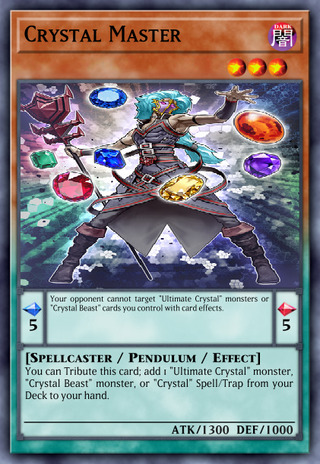 Crystal Master
DARK
闇
Your opponent cannot target "Ultimate Crystal" monsters or
"Crystal Beast" cards you control with card effects.
5
5
[Spellcaster / Pendulum / Effect]
You can Tribute this card; add 1 "Ultimate Crystal" monster,
"Crystal Beast" monster, or "Crystal" Spell/Trap from your
Deck to your hand.
ATK/1300 DEF/1000